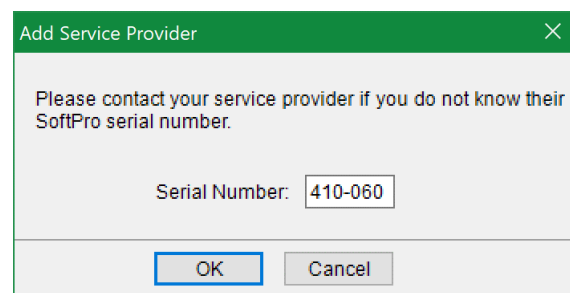 Add Service Provider
Please contact your service provider if you do not know their
SoftPro serial number.
Serial Number: 410-060
OK Cancel